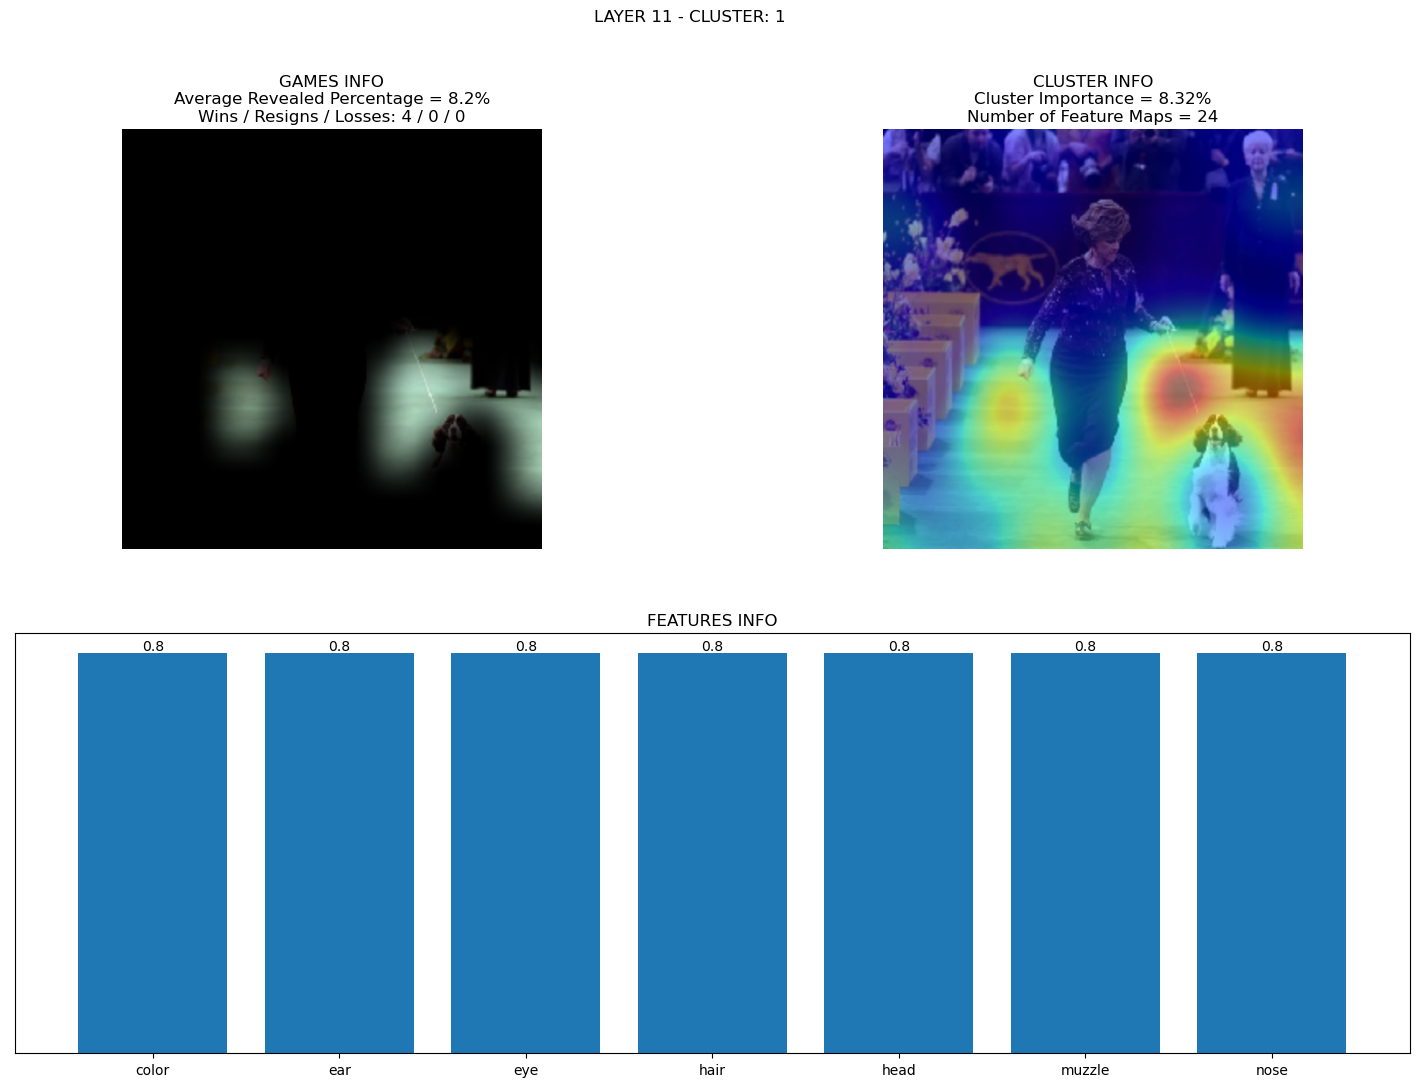 LAYER 11 - CLUSTER: 1
GAMES INFO
Average Revealed Percentage = 8.2%
Wins / Resigns / Losses: 4 / 0 / 0
CLUSTER INFO
Cluster Importance = 8.32%
Number of Feature Maps = 24
FEATURES INFO
0.8 0.8 0.8 0.8 0.8 0.8 0.8
color ear eye hair head muzzle nose